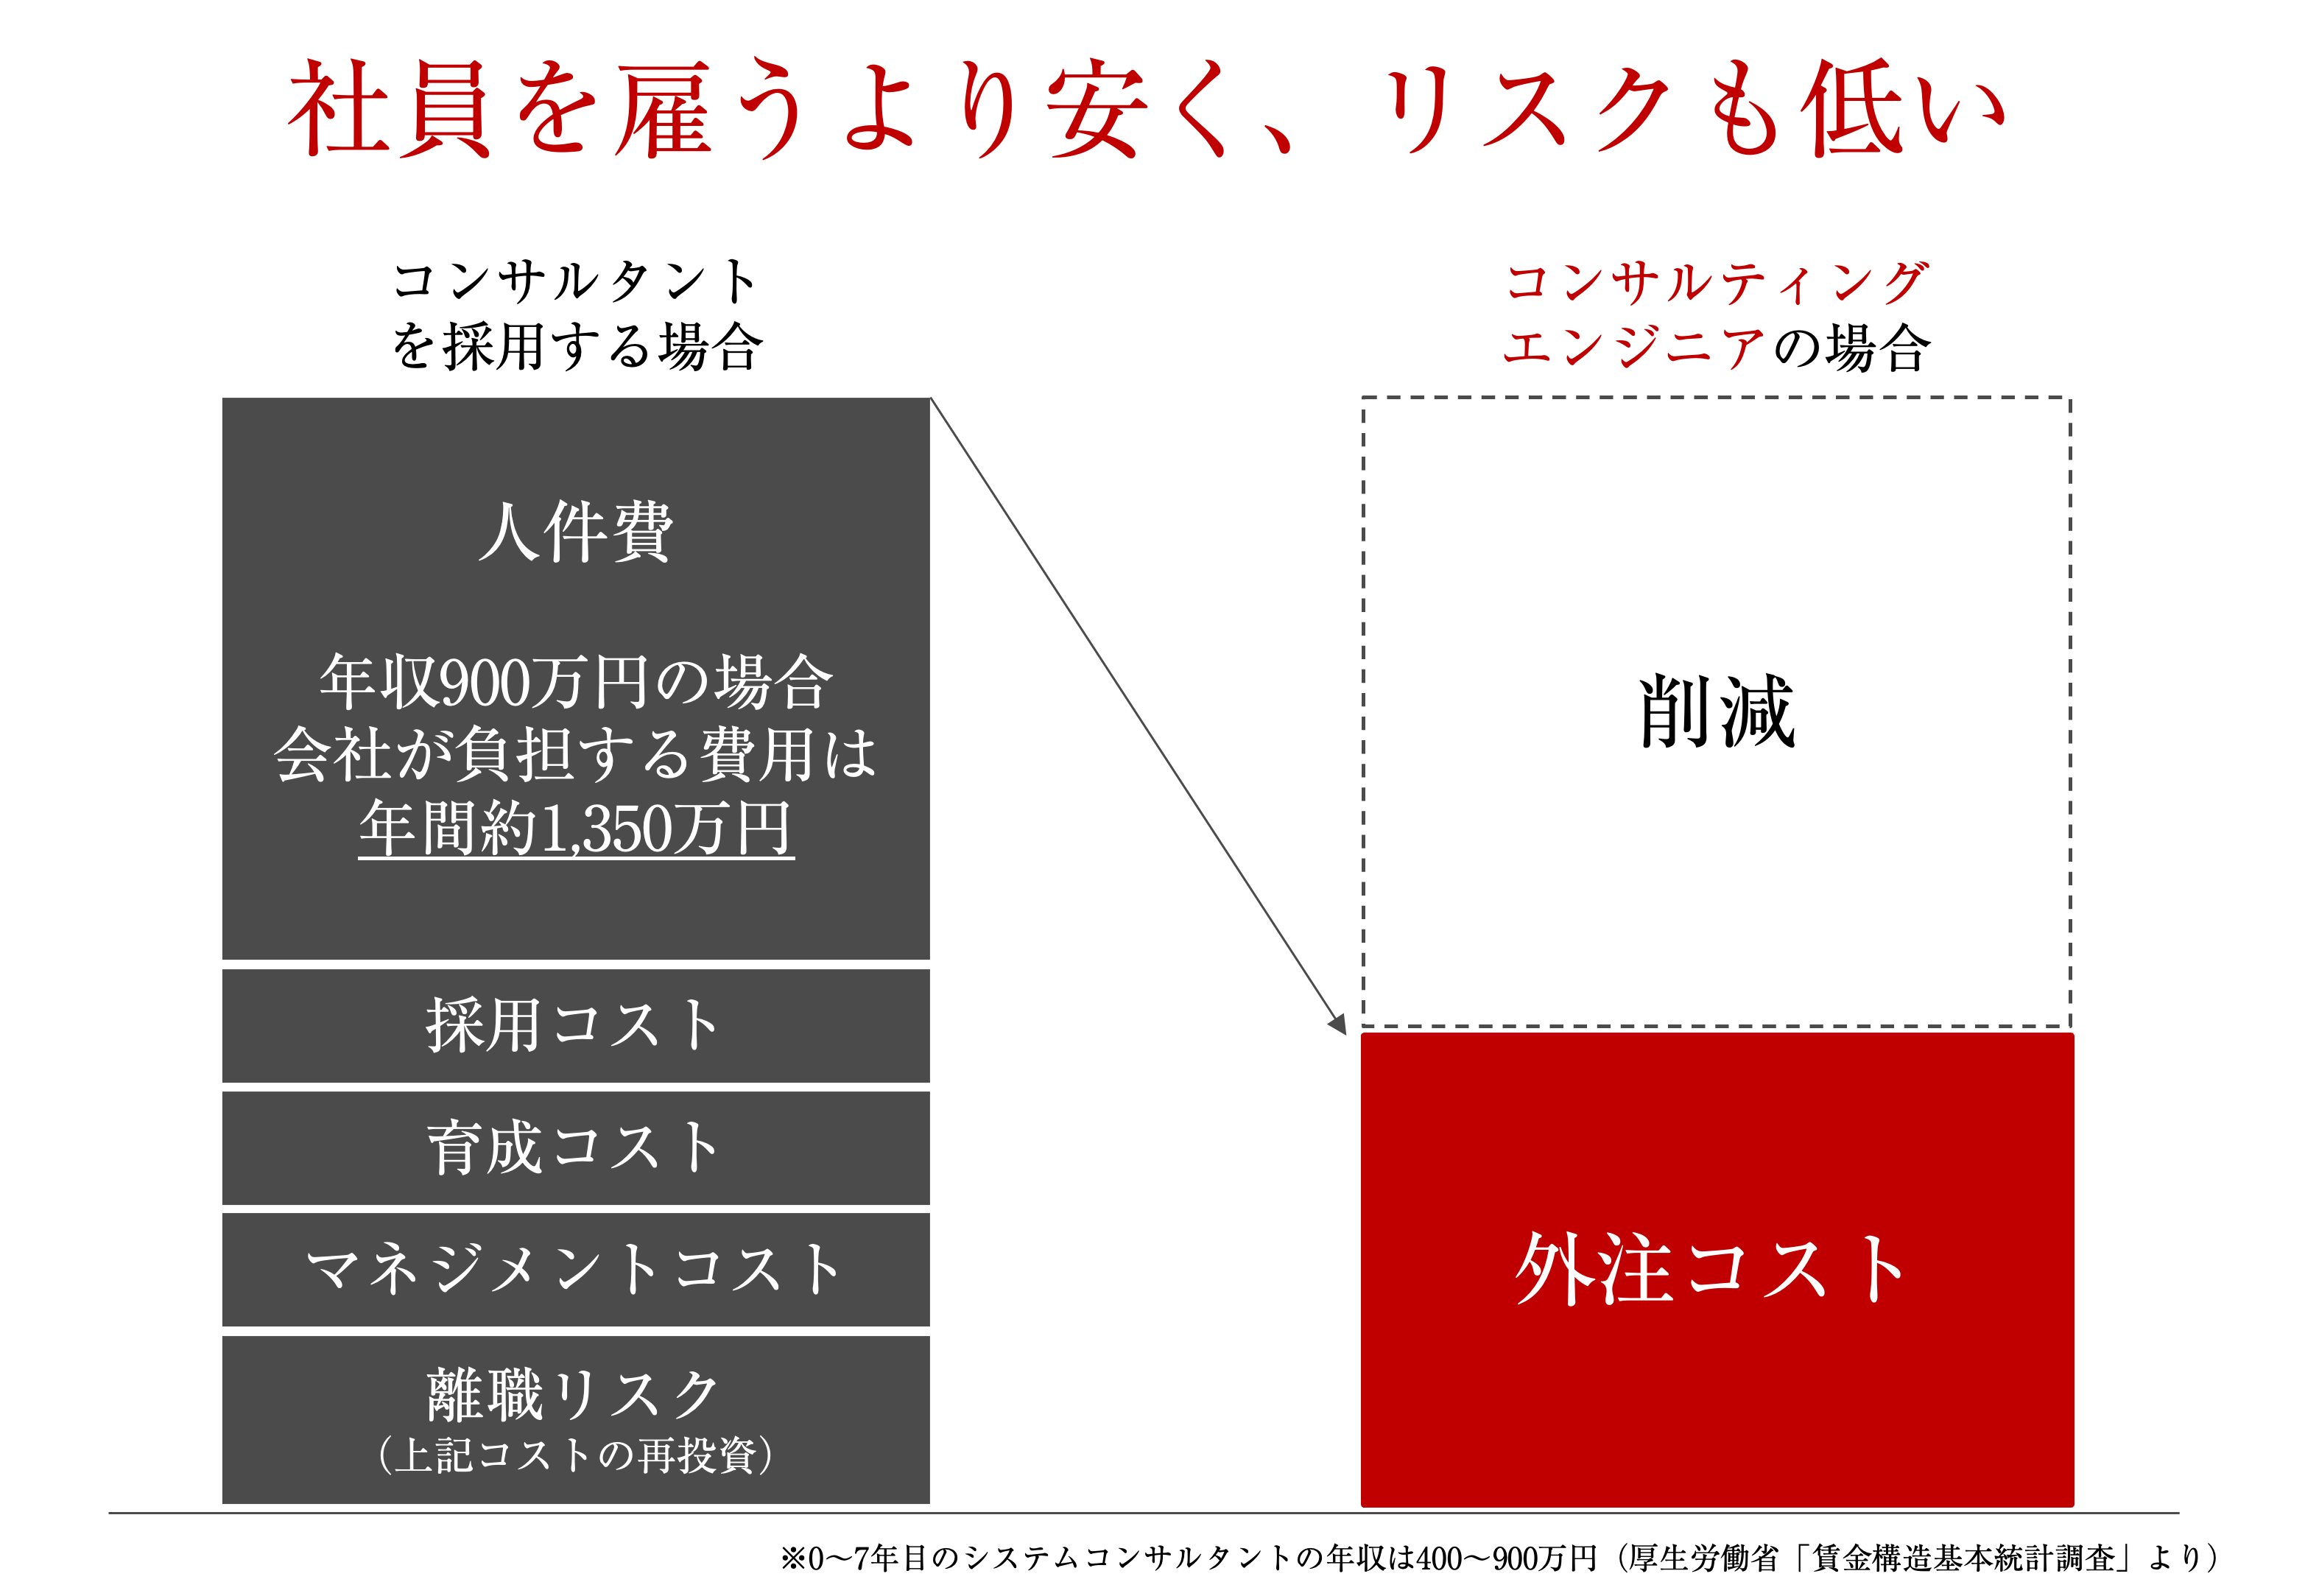 社員を雇うより安く、リスクも低い
コンサルタント
を採用する場合
人件費
年収900万円の場合
会社が負担する費用は
年間約1,350万円
採用コスト
育成コスト
マネジメントコスト
離職リスク
（上記コストの再投資）
コンサルティング
エンジニアの場合
削減
外注コスト
※0〜7年目のシステムコンサルタントの年収は400〜900万円（厚生労働省「賃金構造基本統計調査」より）